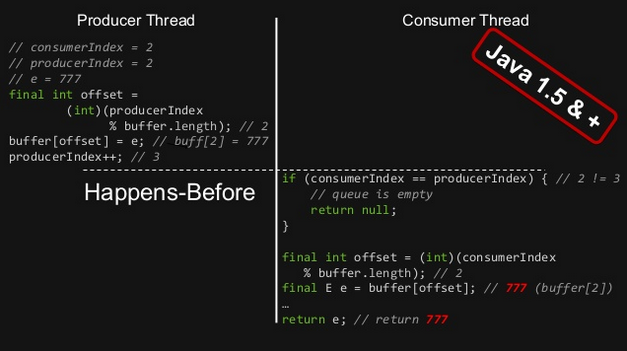 Producer Thread
// consumerIndex = 2
// producerIndex = 2
// e = 777
final int offset =
(int)(producerIndex
% buffer.length); // 2
buffer[offset] = e; // buff[2] = 777
producerIndex++; // 3
Happens-Before
Consumer Thread
Java 1.5 & +
if (consumerIndex == producerIndex) { // 2 != 3
// queue is empty
return null;
}
final int offset = (int)(consumerIndex
% buffer.length); // 2
final E e = buffer[offset]; // 777 (buffer[2])
…
return e; // return 777